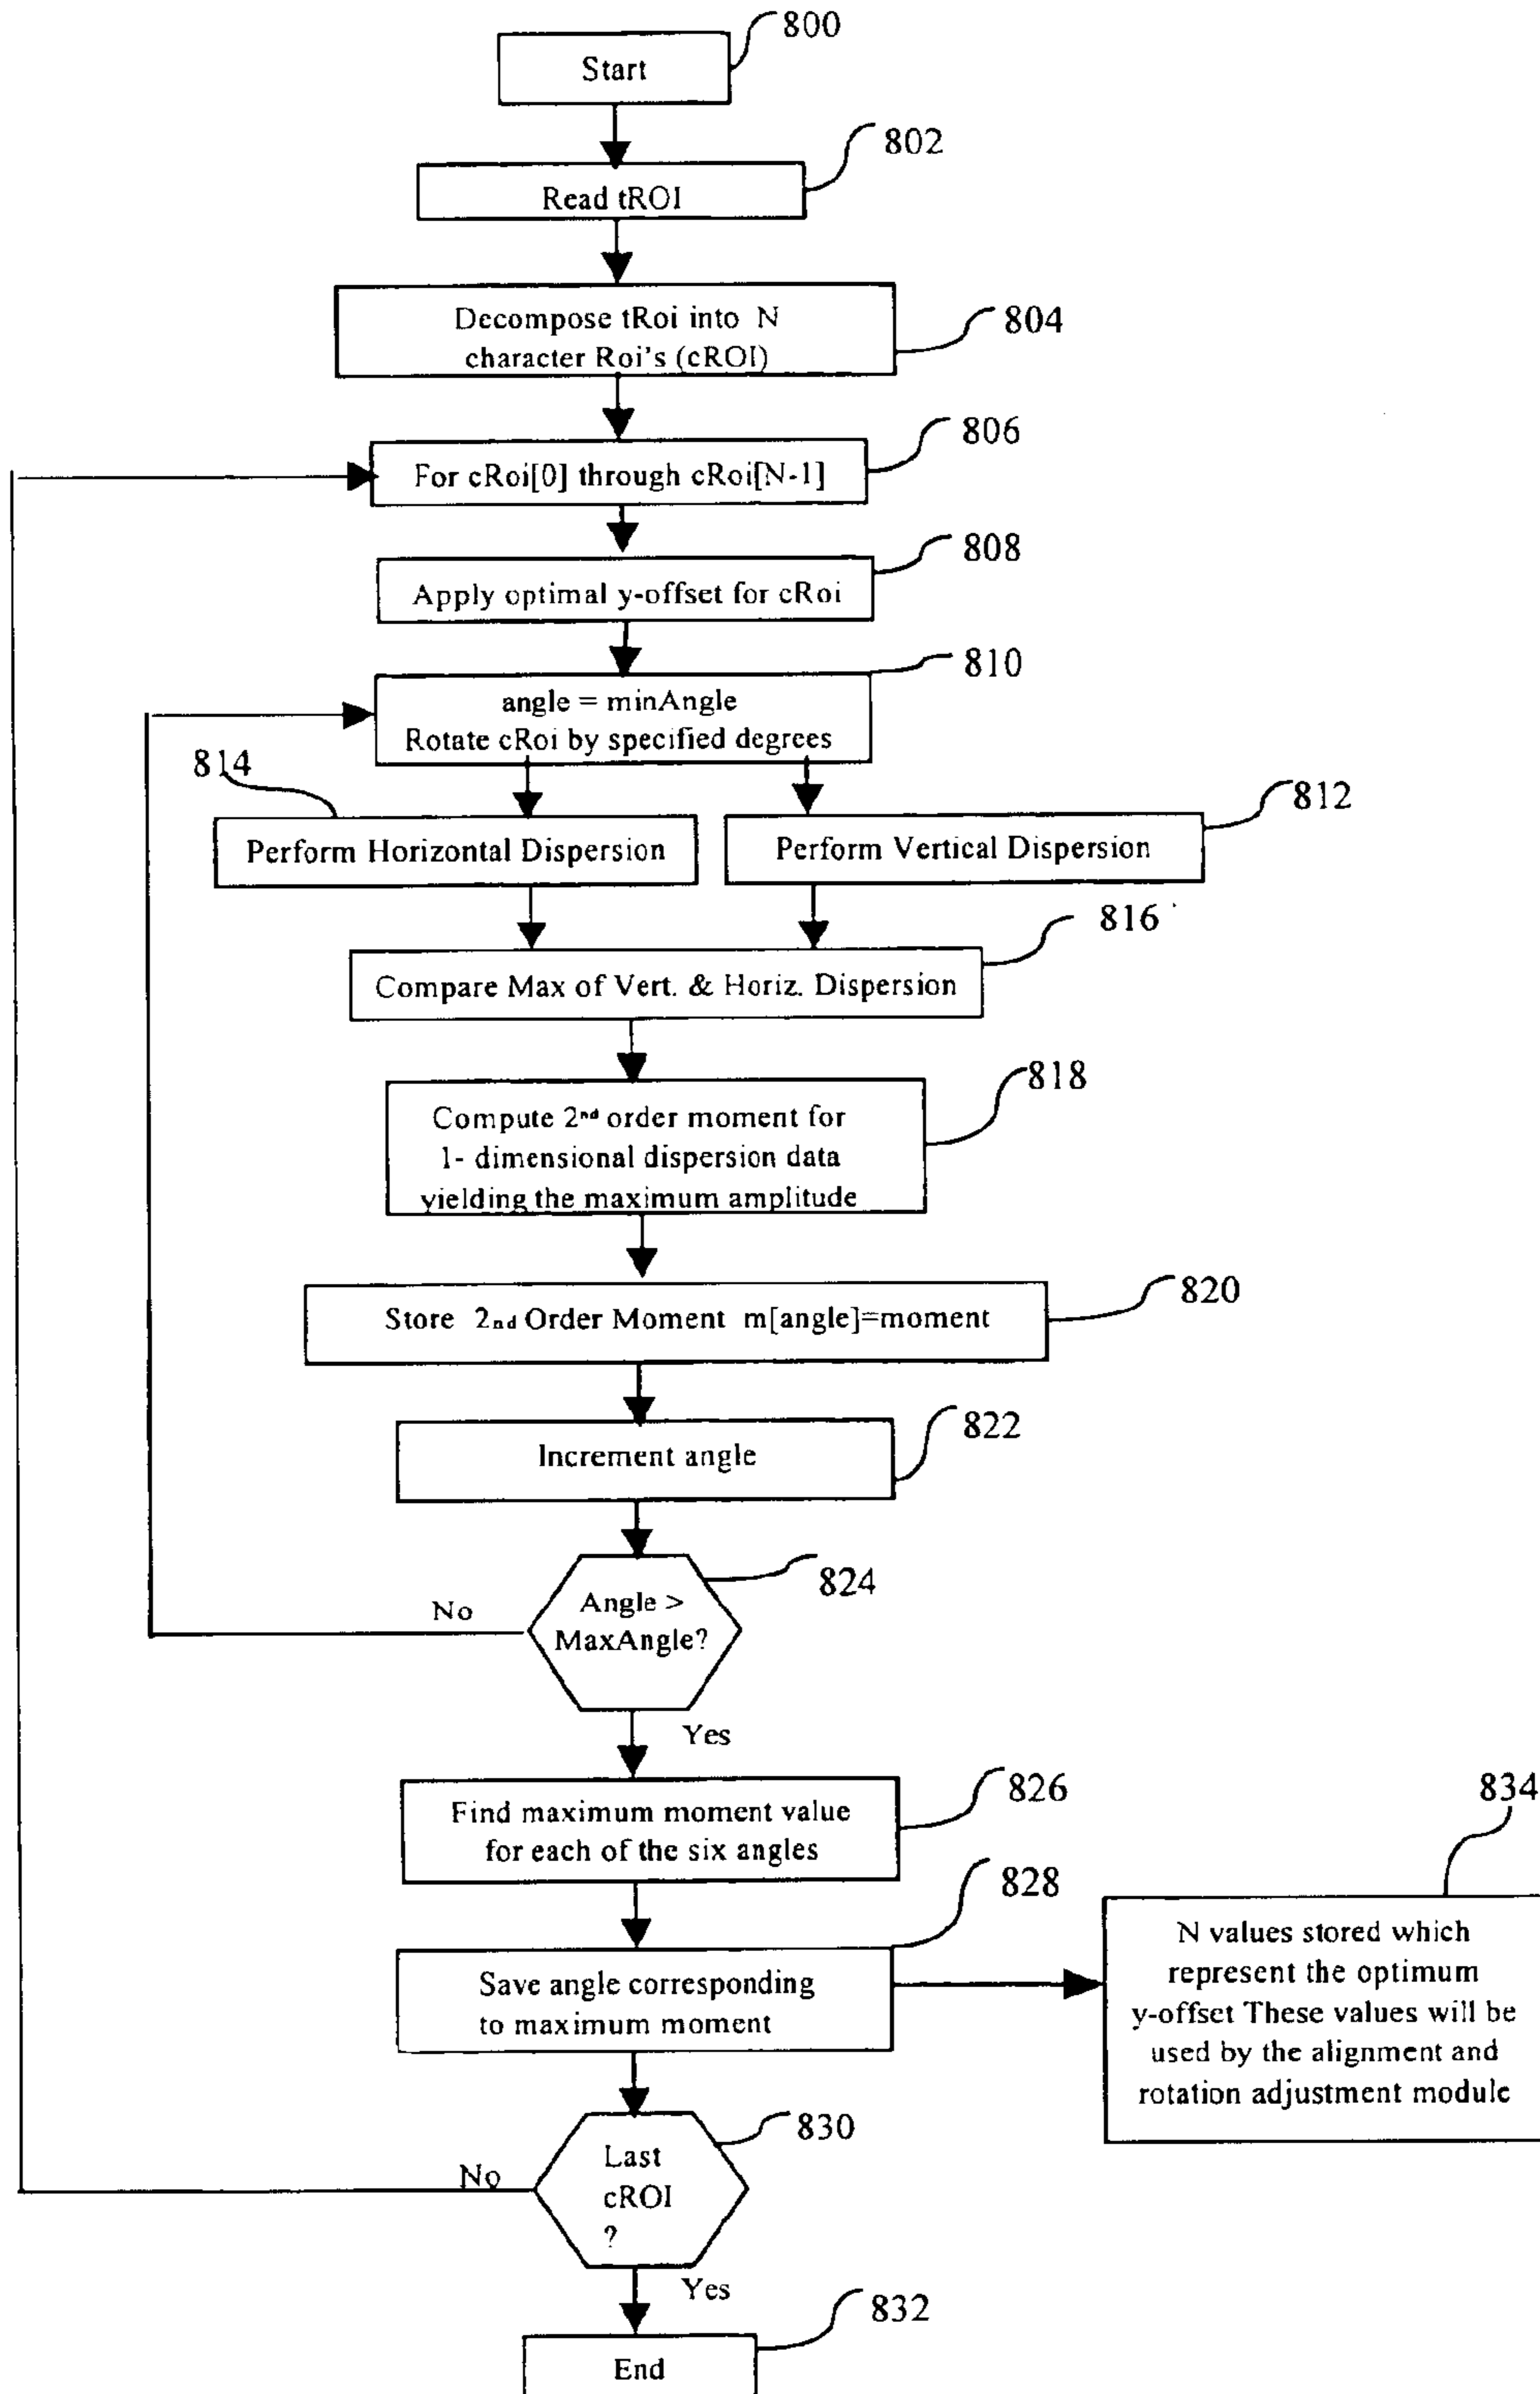 800
Start
802
Read tROI
804
Decompose tRoi into N
character Roi's (cROI)
806
For cRoi[0] through cRoi[N-1]
808
Apply optimal y-offset for cRoi
810
angle = minAngle
Rotate cRoi by specified degrees
814
812
Perform Horizontal Dispersion
Perform Vertical Dispersion
816
Compare Max of Vert. & Horiz. Dispersion
818
Compute 2nd order moment for
1- dimensional dispersion data
yielding the maximum amplitude
820
Store 2nd Order Moment m[angle]=moment
822
Increment angle
824
Angle >
MaxAngle?
No
Yes
826
Find maximum moment value
for each of the six angles
828
Save angle corresponding
to maximum moment
834
N values stored which
represent the optimum
y-offset These values will be
used by the alignment and
rotation adjustment module
830
Last
cROI
?
No
Yes
832
End